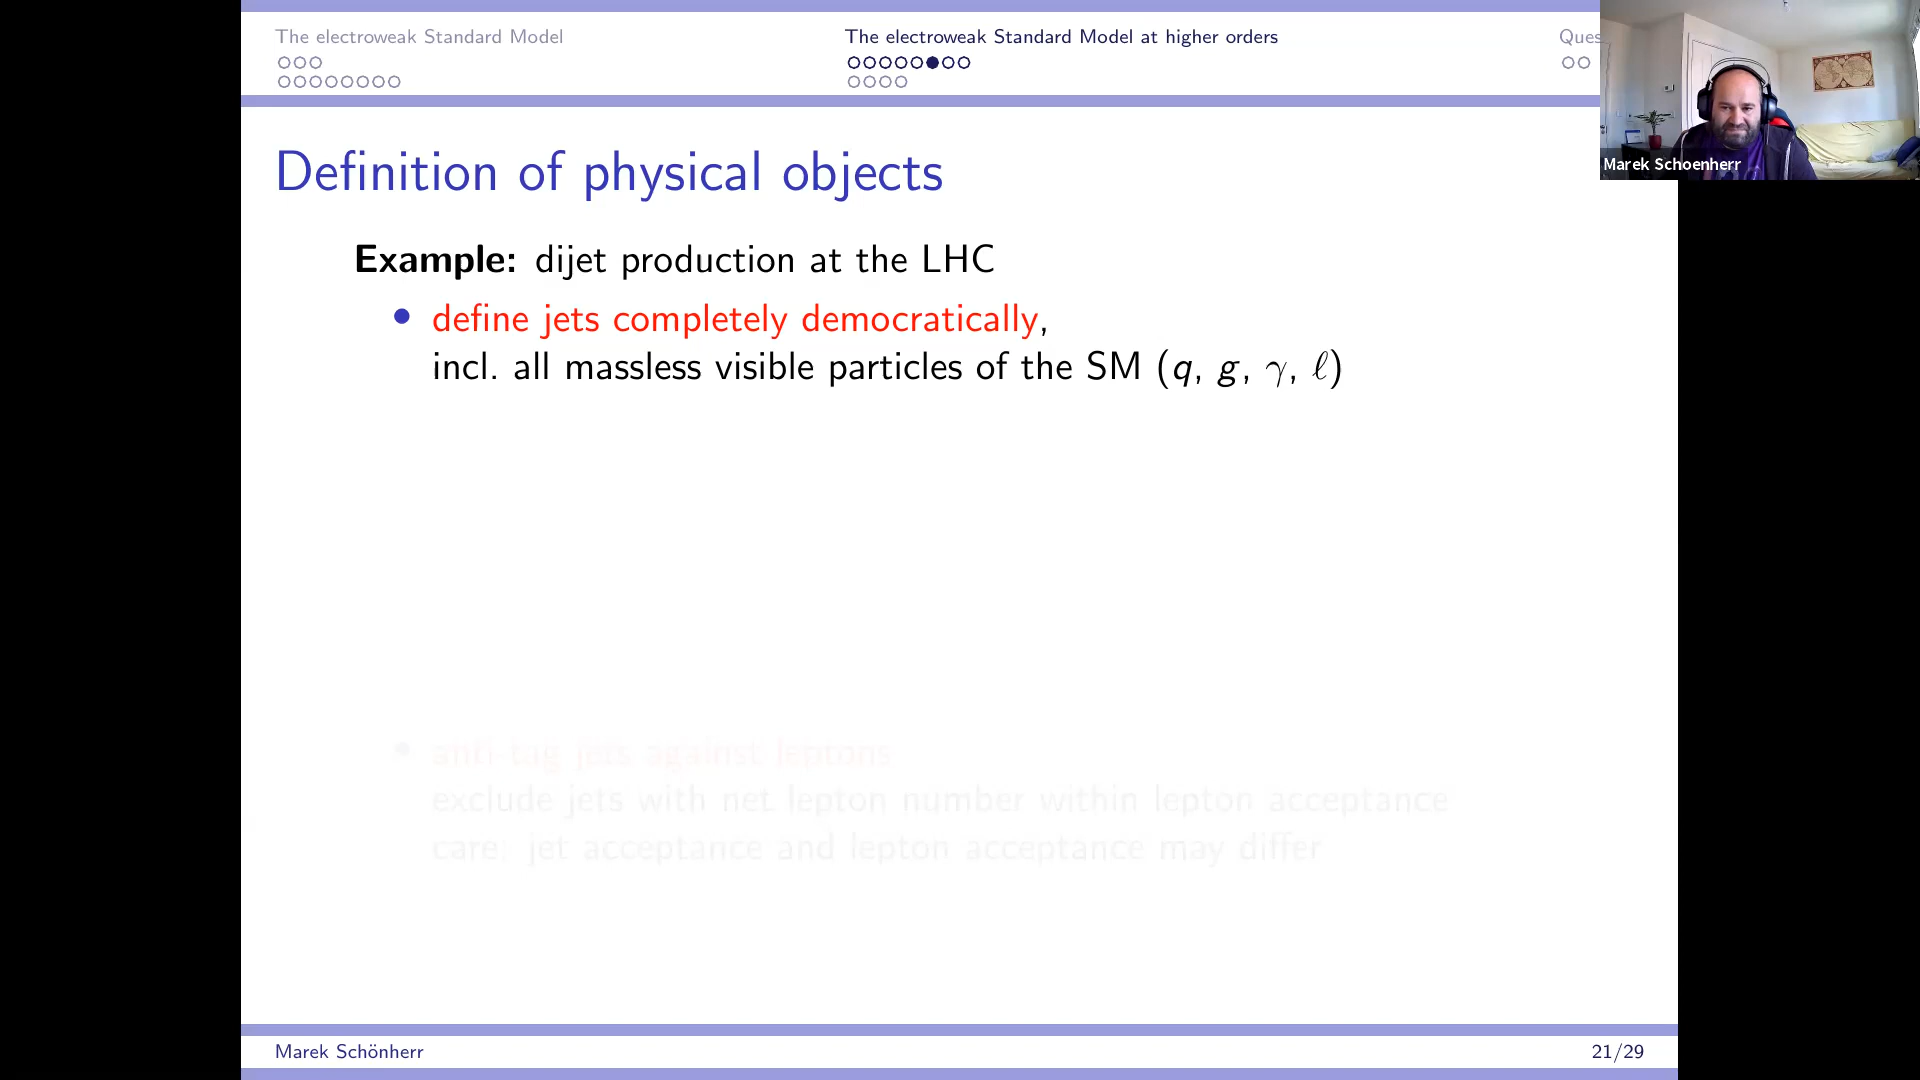 The electroweak Standard Model
The electroweak Standard Model at higher orders
Ques
Marek Schoenherr
Definition of physical objects
Example: dijet production at the LHC
• define jets completely democratically,
incl. all massless visible particles of the SM (q, g, γ, ℓ)
• anti-tag jets against leptons
exclude jets with net lepton number within lepton acceptance
care: jet acceptance and lepton acceptance may differ
Marek Schönherr
21/29